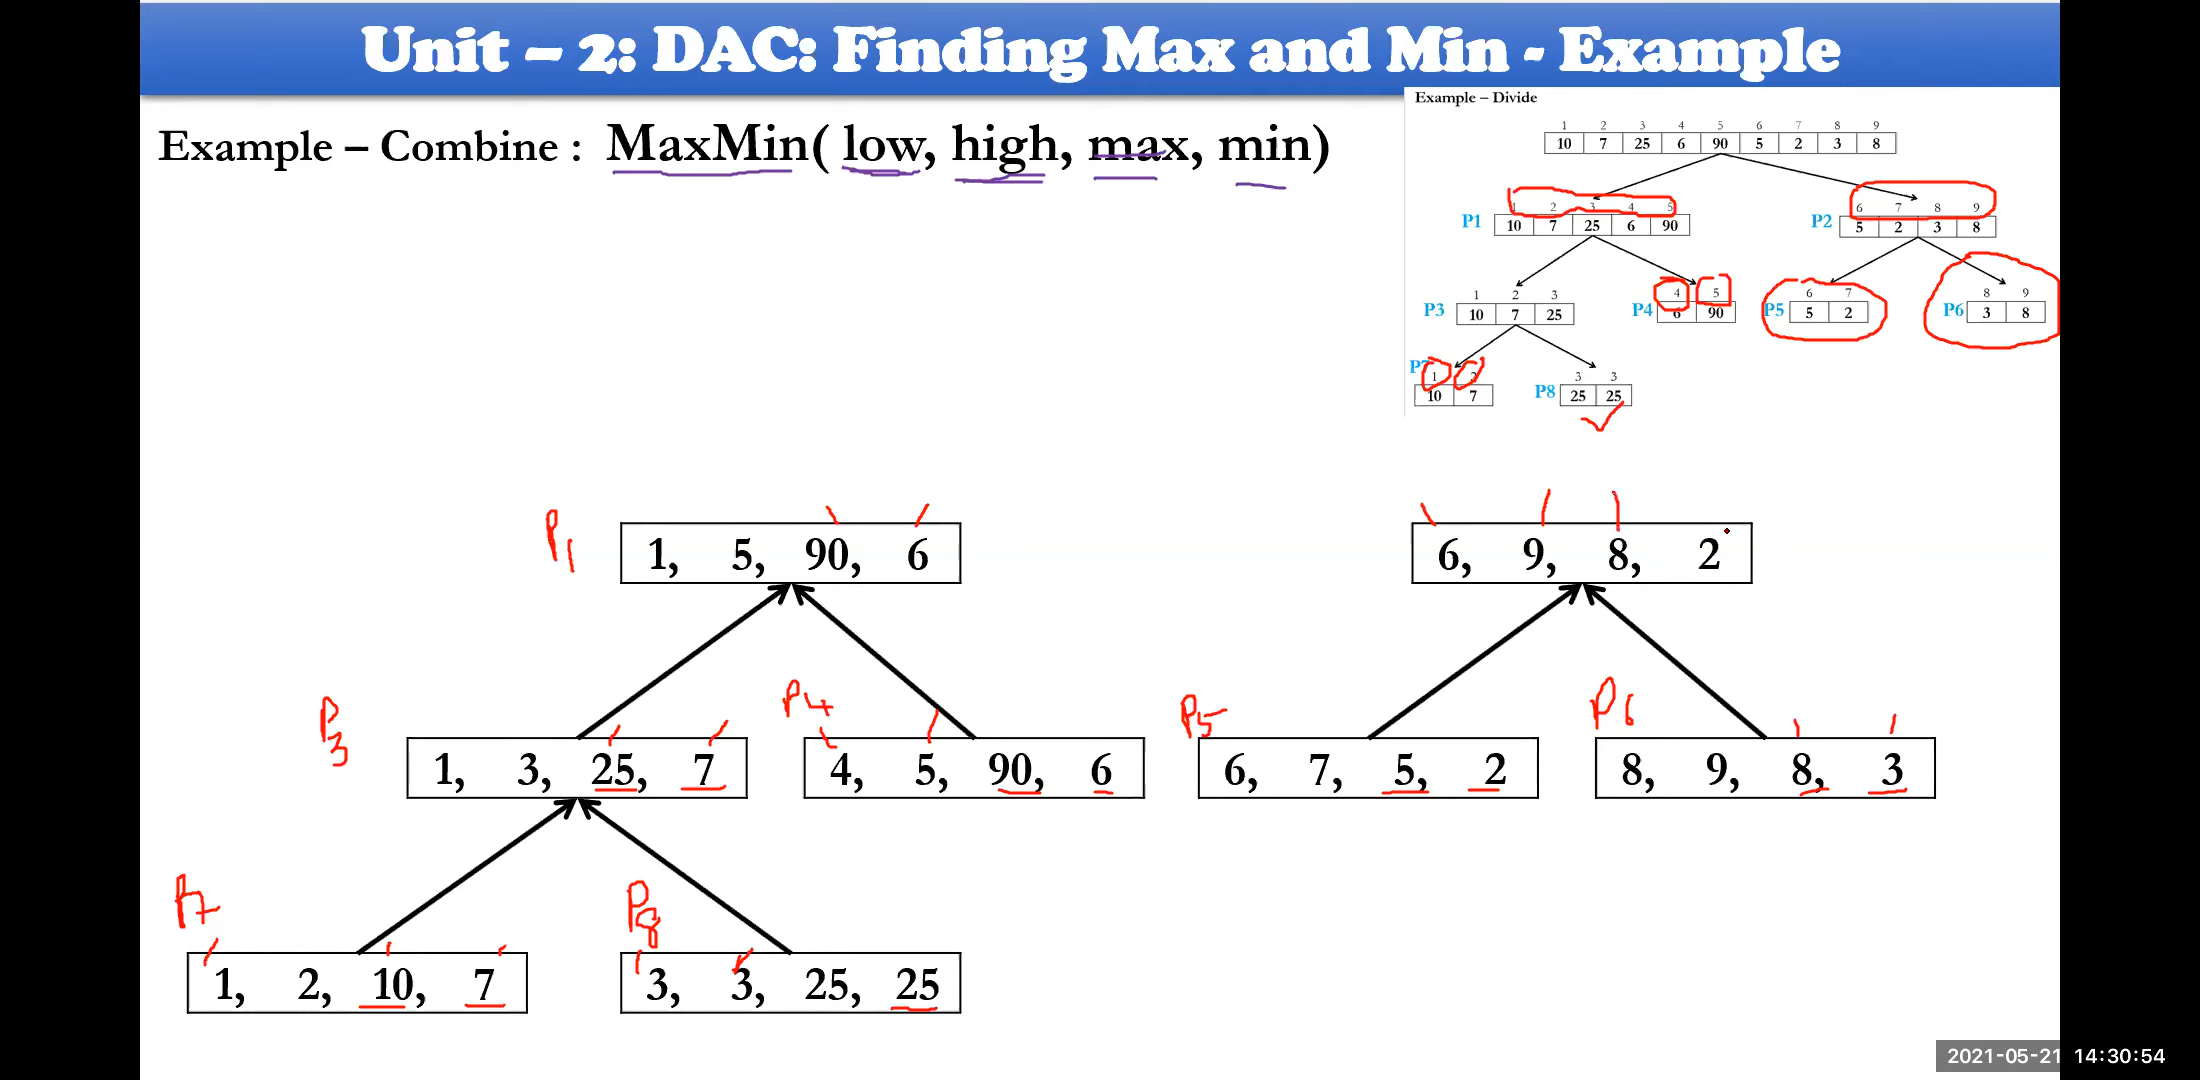 Unit – 2: DAC: Finding Max and Min - Example
Example – Combine : MaxMin( low, high, max, min)
Example – Divide
1 2 3 4 5 6 7 8 9
10 7 25 6 90 5 2 3 8
1 2 3 4 5 6 7 8 9
P1 10 7 25 6 90 P2 5 2 3 8
1 2 3 4 5 6 7 8 9
P3 10 7 25 P4 6 90 P5 5 2 P6 3 8
P7 1 2 3 3
10 7 P8 25 25
P1
1, 5, 90, 6
6, 9, 8, 2
P3 P4 P5 P6
1, 3, 25, 7
4, 5, 90, 6
6, 7, 5, 2
8, 9, 8, 3
P7 P8
1, 2, 10, 7
3, 3, 25, 25
2021-05-21 14:30:54